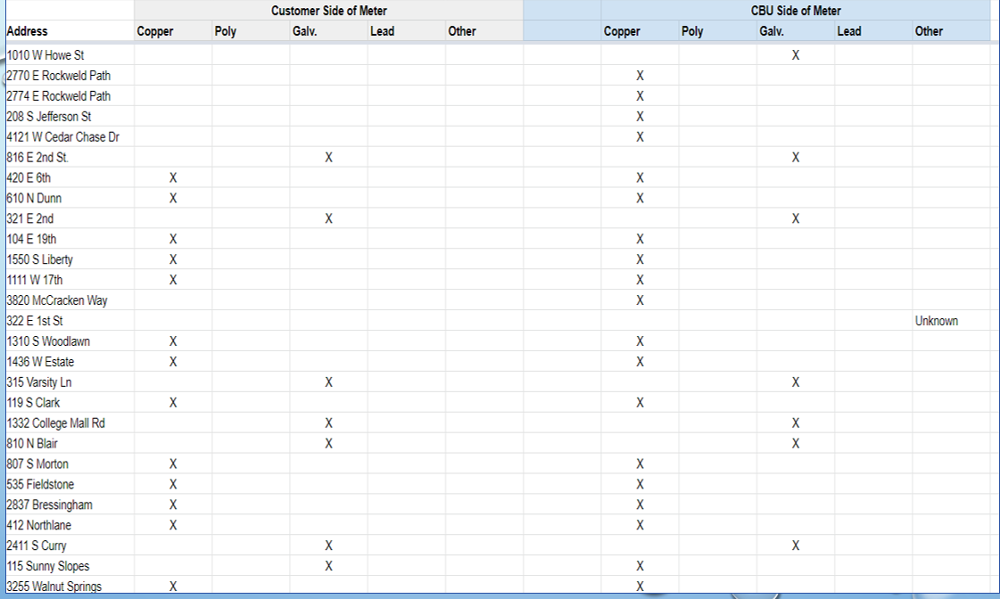 Customer Side of Meter CBU Side of Meter
Address Copper Poly Galv. Lead Other Copper Poly Galv. Lead Other
1010 W Howe St X
2770 E Rockweld Path X
2774 E Rockweld Path X
208 S Jefferson St X
4121 W Cedar Chase Dr X
816 E 2nd St. X X
420 E 6th X X
610 N Dunn X X
321 E 2nd X X
104 E 19th X X
1550 S Liberty X X
1111 W 17th X X
3820 McCracken Way X
322 E 1st St Unknown
1310 S Woodlawn X X
1436 W Estate X X
315 Varsity Ln X X
119 S Clark X X
1332 College Mall Rd X X
810 N Blair X X
807 S Morton X X
535 Fieldstone X X
2837 Bressingham X X
412 Northlane X X
2411 S Curry X X
115 Sunny Slopes X X
3255 Walnut Springs X X